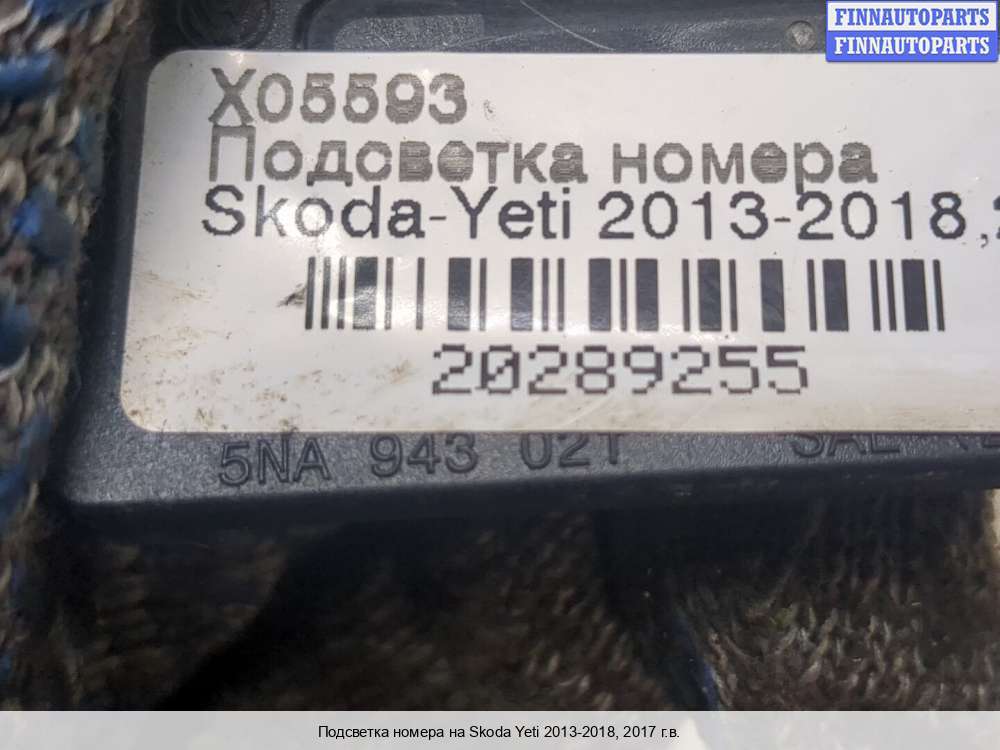 FINNAUTOPARTS
FINNAUTOPARTS
X05593
Подсветка номера
Skoda-Yeti 2013-2018,
20289255
5NA 943 021
Подсветка номера на Skoda Yeti 2013-2018, 2017 г.в.